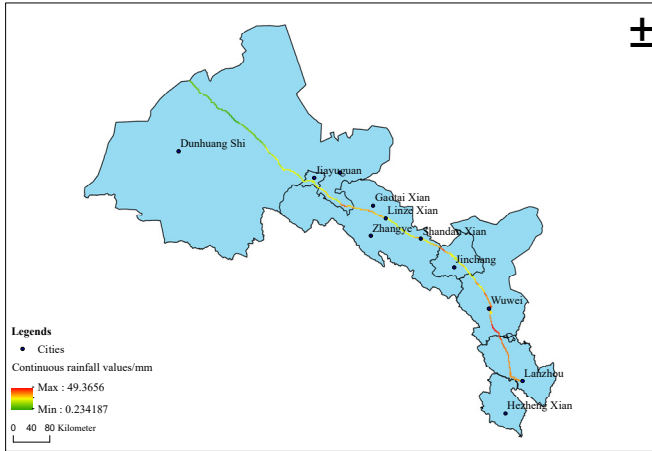 ±
Dunhuang Shi
Jiayuguan
Gaotai Xian
Linze Xian
Zhangye
Shandan Xian
Jinchang
Wuwei
Lanzhou
Hezheng Xian
Legends
Cities
Continuous rainfall values/mm
Max : 49.3656
Min : 0.234187
0 40 80 Kilometer